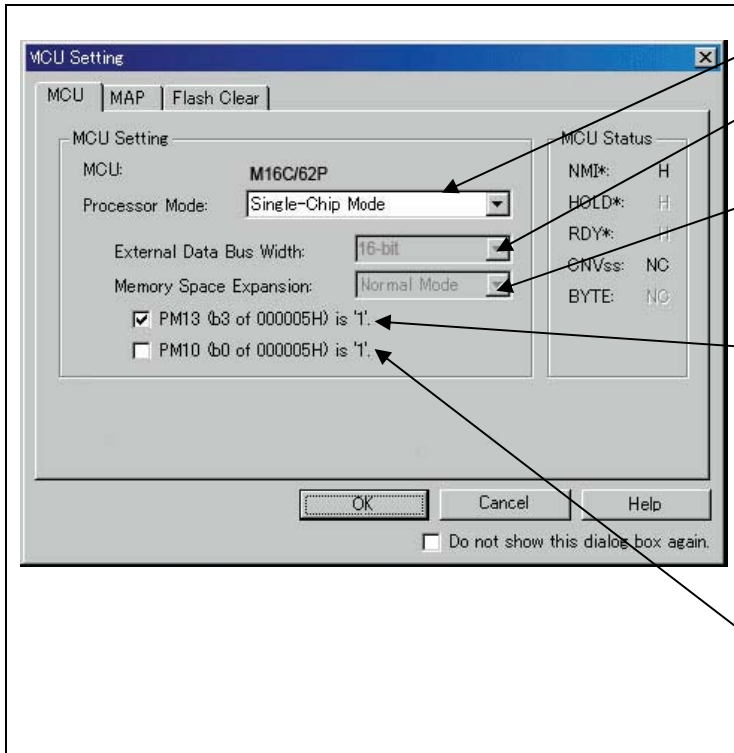 MCU Setting
MCU MAP Flash Clear
MCU Setting
MCU: M16C/62P
Processor Mode: Single-Chip Mode
External Data Bus Width: 16-bit
Memory Space Expansion: Normal Mode
PM13 (b3 of 000005H) is '1'.
PM10 (b0 of 000005H) is '1'.
MCU Status
NMI*: H
HOLD*: H
RDY*: H
CNVss: NC
BYTE: NC
OK Cancel Help
Do not show this dialog box again.